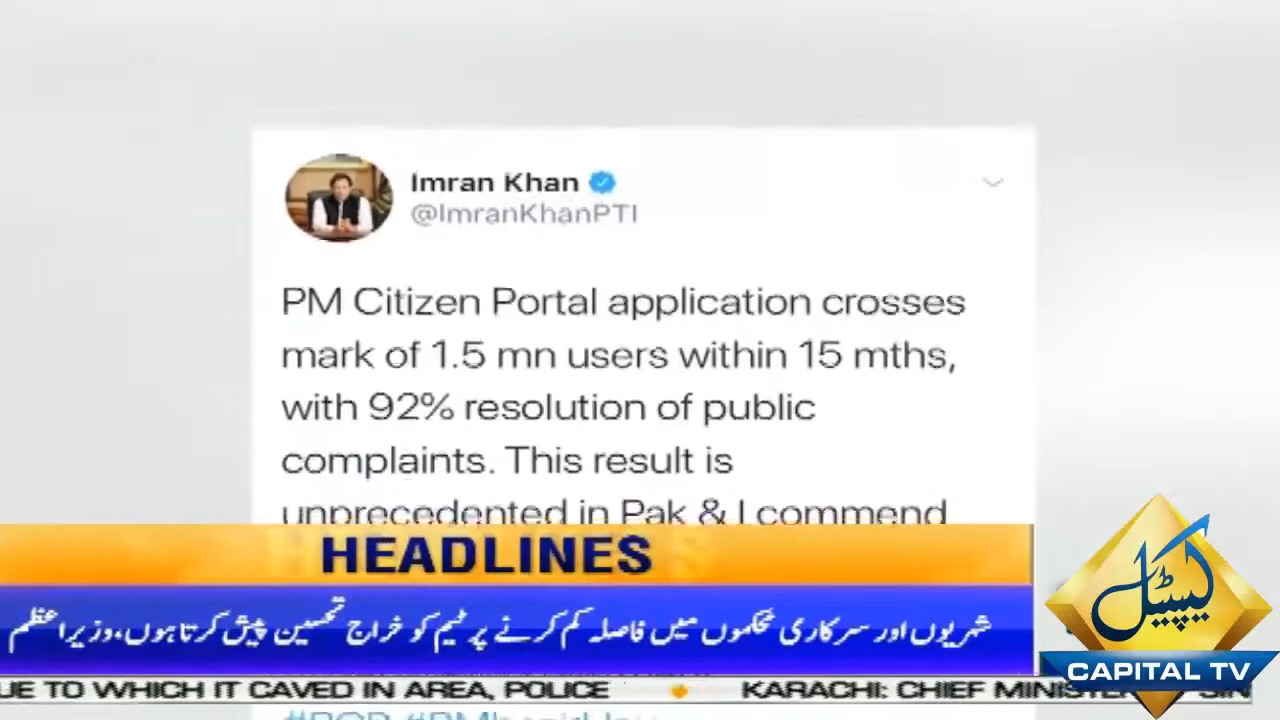 Imran Khan
@ImranKhanPTI
PM Citizen Portal application crosses
mark of 1.5 mn users within 15 mths,
with 92% resolution of public
complaints. This result is
unprecedented in Pak & I commend
HEADLINES
شہریوں اور سرکاری محکموں میں فاصلہ کم کرنے پر ٹیم کو خراج تحسین پیش کرتا ہوں، وزیراعظم
کیپیٹل
CAPITAL TV
UE TO WHICH IT CAVED IN AREA, POLICE KARACHI: CHIEF MINISTE